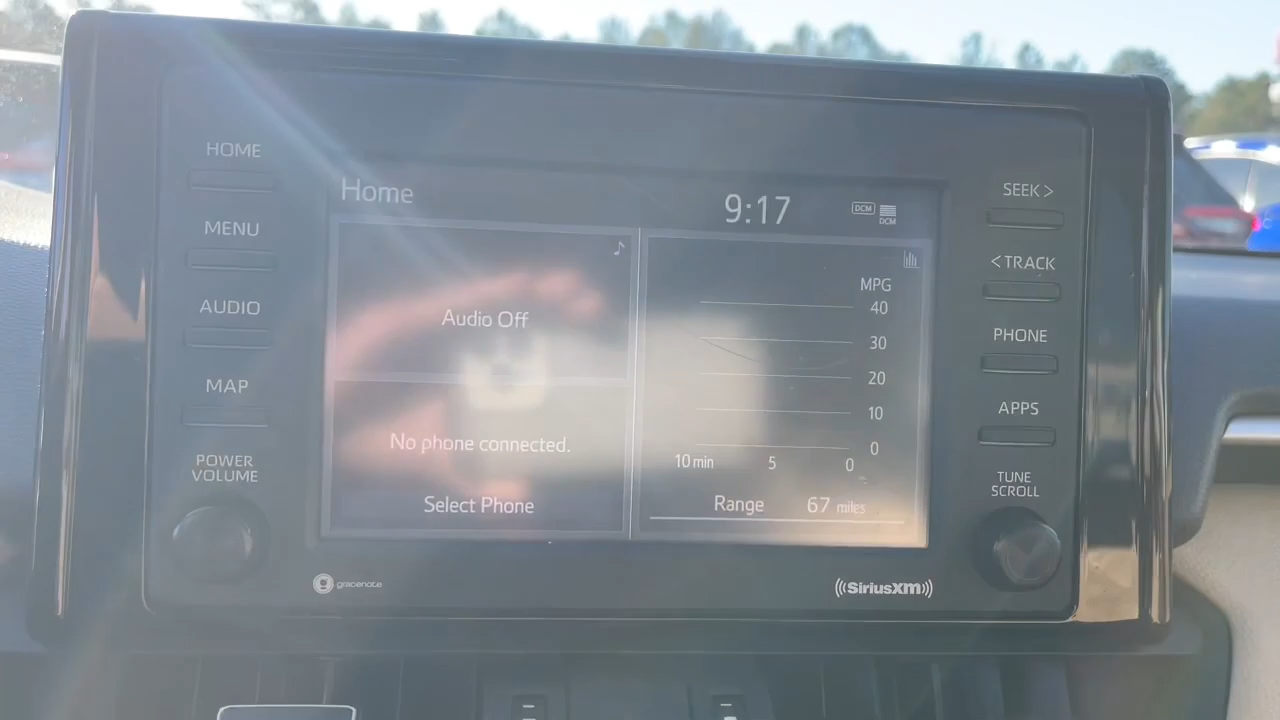 HOME
MENU
AUDIO
MAP
POWER
VOLUME
Home
9:17
DCM
DCM
Audio Off
No phone connected.
Select Phone
MPG
40
30
20
10
0
10 min 5 0
Range 67 miles
SEEK >
< TRACK
PHONE
APPS
TUNE
SCROLL
gracenote
((SiriusXM))